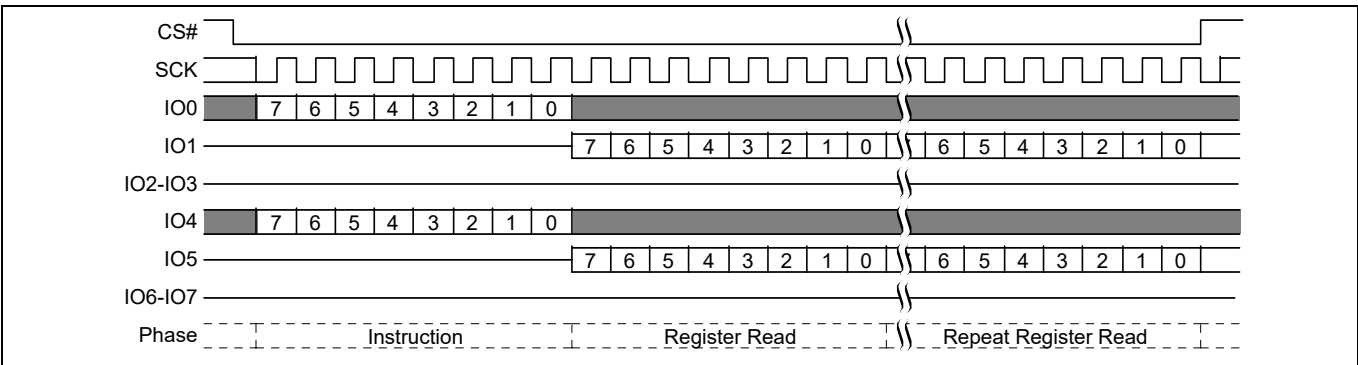 CS#
SCK
IO0 7 6 5 4 3 2 1 0
IO1 7 6 5 4 3 2 1 0 6 5 4 3 2 1 0
IO2-IO3
IO4 7 6 5 4 3 2 1 0
IO5 7 6 5 4 3 2 1 0 6 5 4 3 2 1 0
IO6-IO7
Phase Instruction Register Read Repeat Register Read